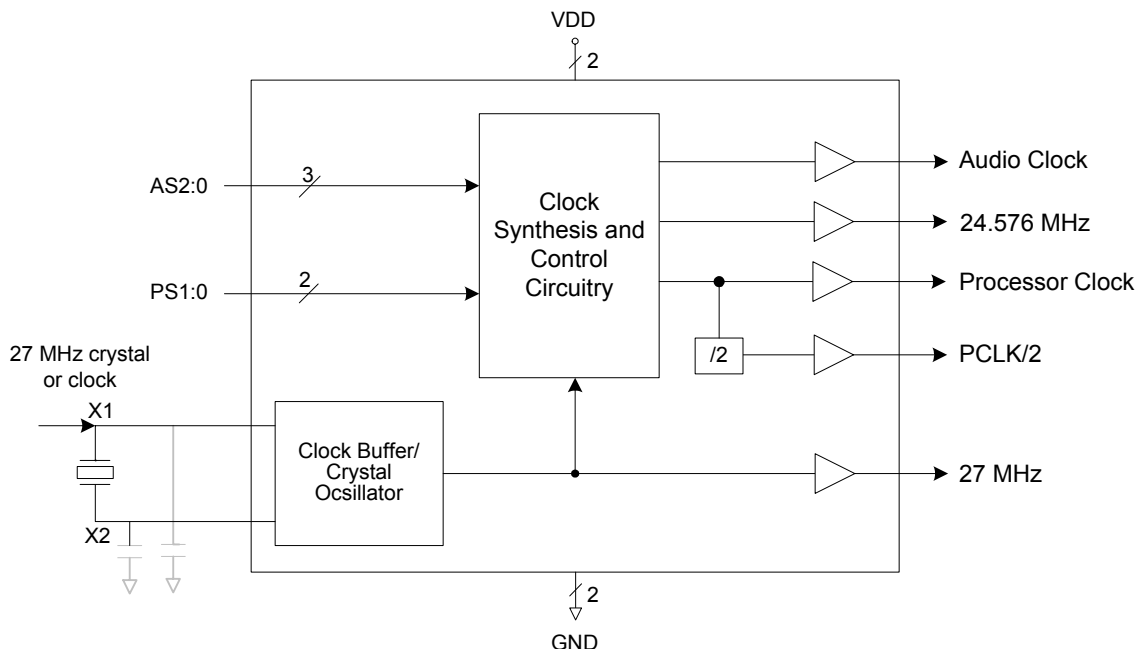 VDD
2
AS2:0
3
PS1:0
2
Clock
Synthesis and
Control
Circuitry
Audio Clock
24.576 MHz
Processor Clock
/2
PCLK/2
27 MHz crystal
or clock
X1
X2
Clock Buffer/
Crystal
Ocsillator
27 MHz
2
GND